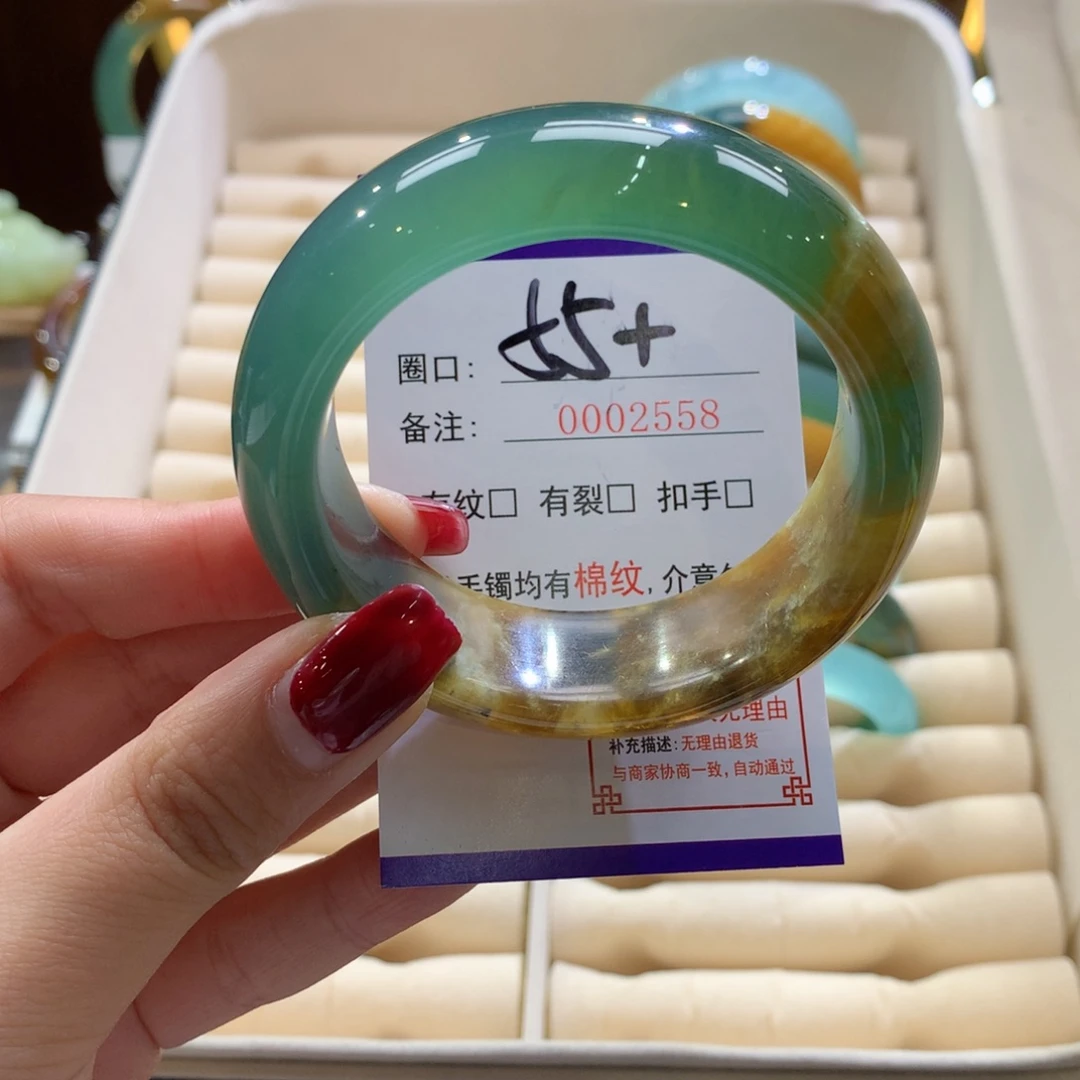 圈口: 55+
备注: 0002558
有纹□ 有裂□ 扣手□
手镯均有棉纹, 介意
无理由
补充描述: 无理由退货
与商家协商一致, 自动通过